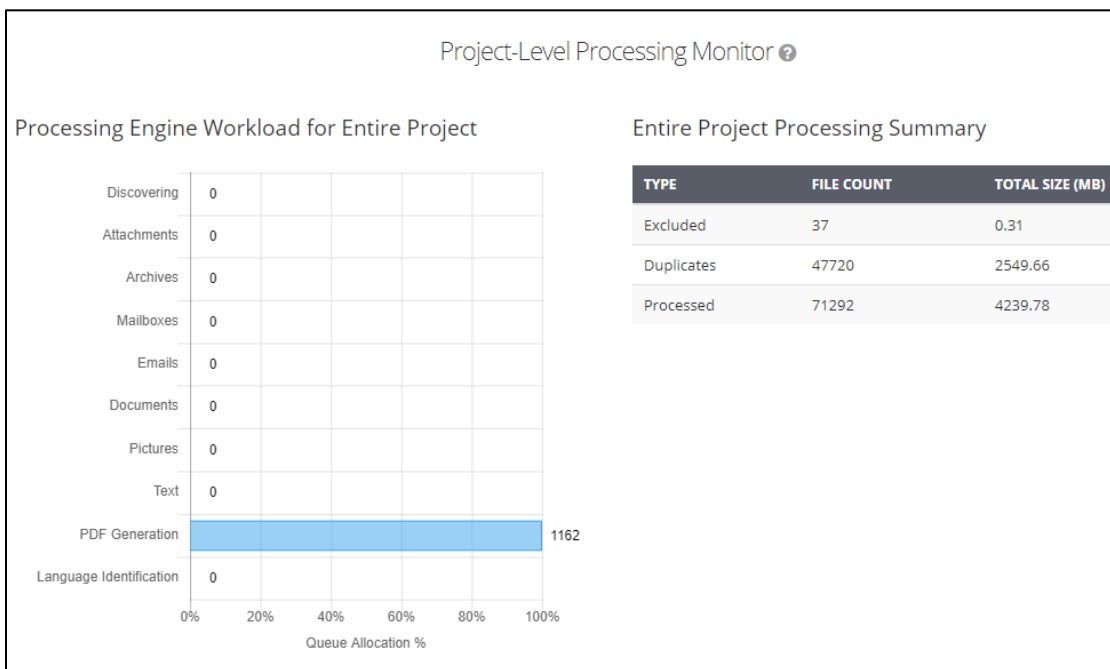 Project-Level Processing Monitor ?
Processing Engine Workload for Entire Project
Discovering 0
Attachments 0
Archives 0
Mailboxes 0
Emails 0
Documents 0
Pictures 0
Text 0
PDF Generation 1162
Language Identification 0
0% 20% 40% 60% 80% 100%
Queue Allocation %
Entire Project Processing Summary
TYPE FILE COUNT TOTAL SIZE (MB)
Excluded 37 0.31
Duplicates 47720 2549.66
Processed 71292 4239.78